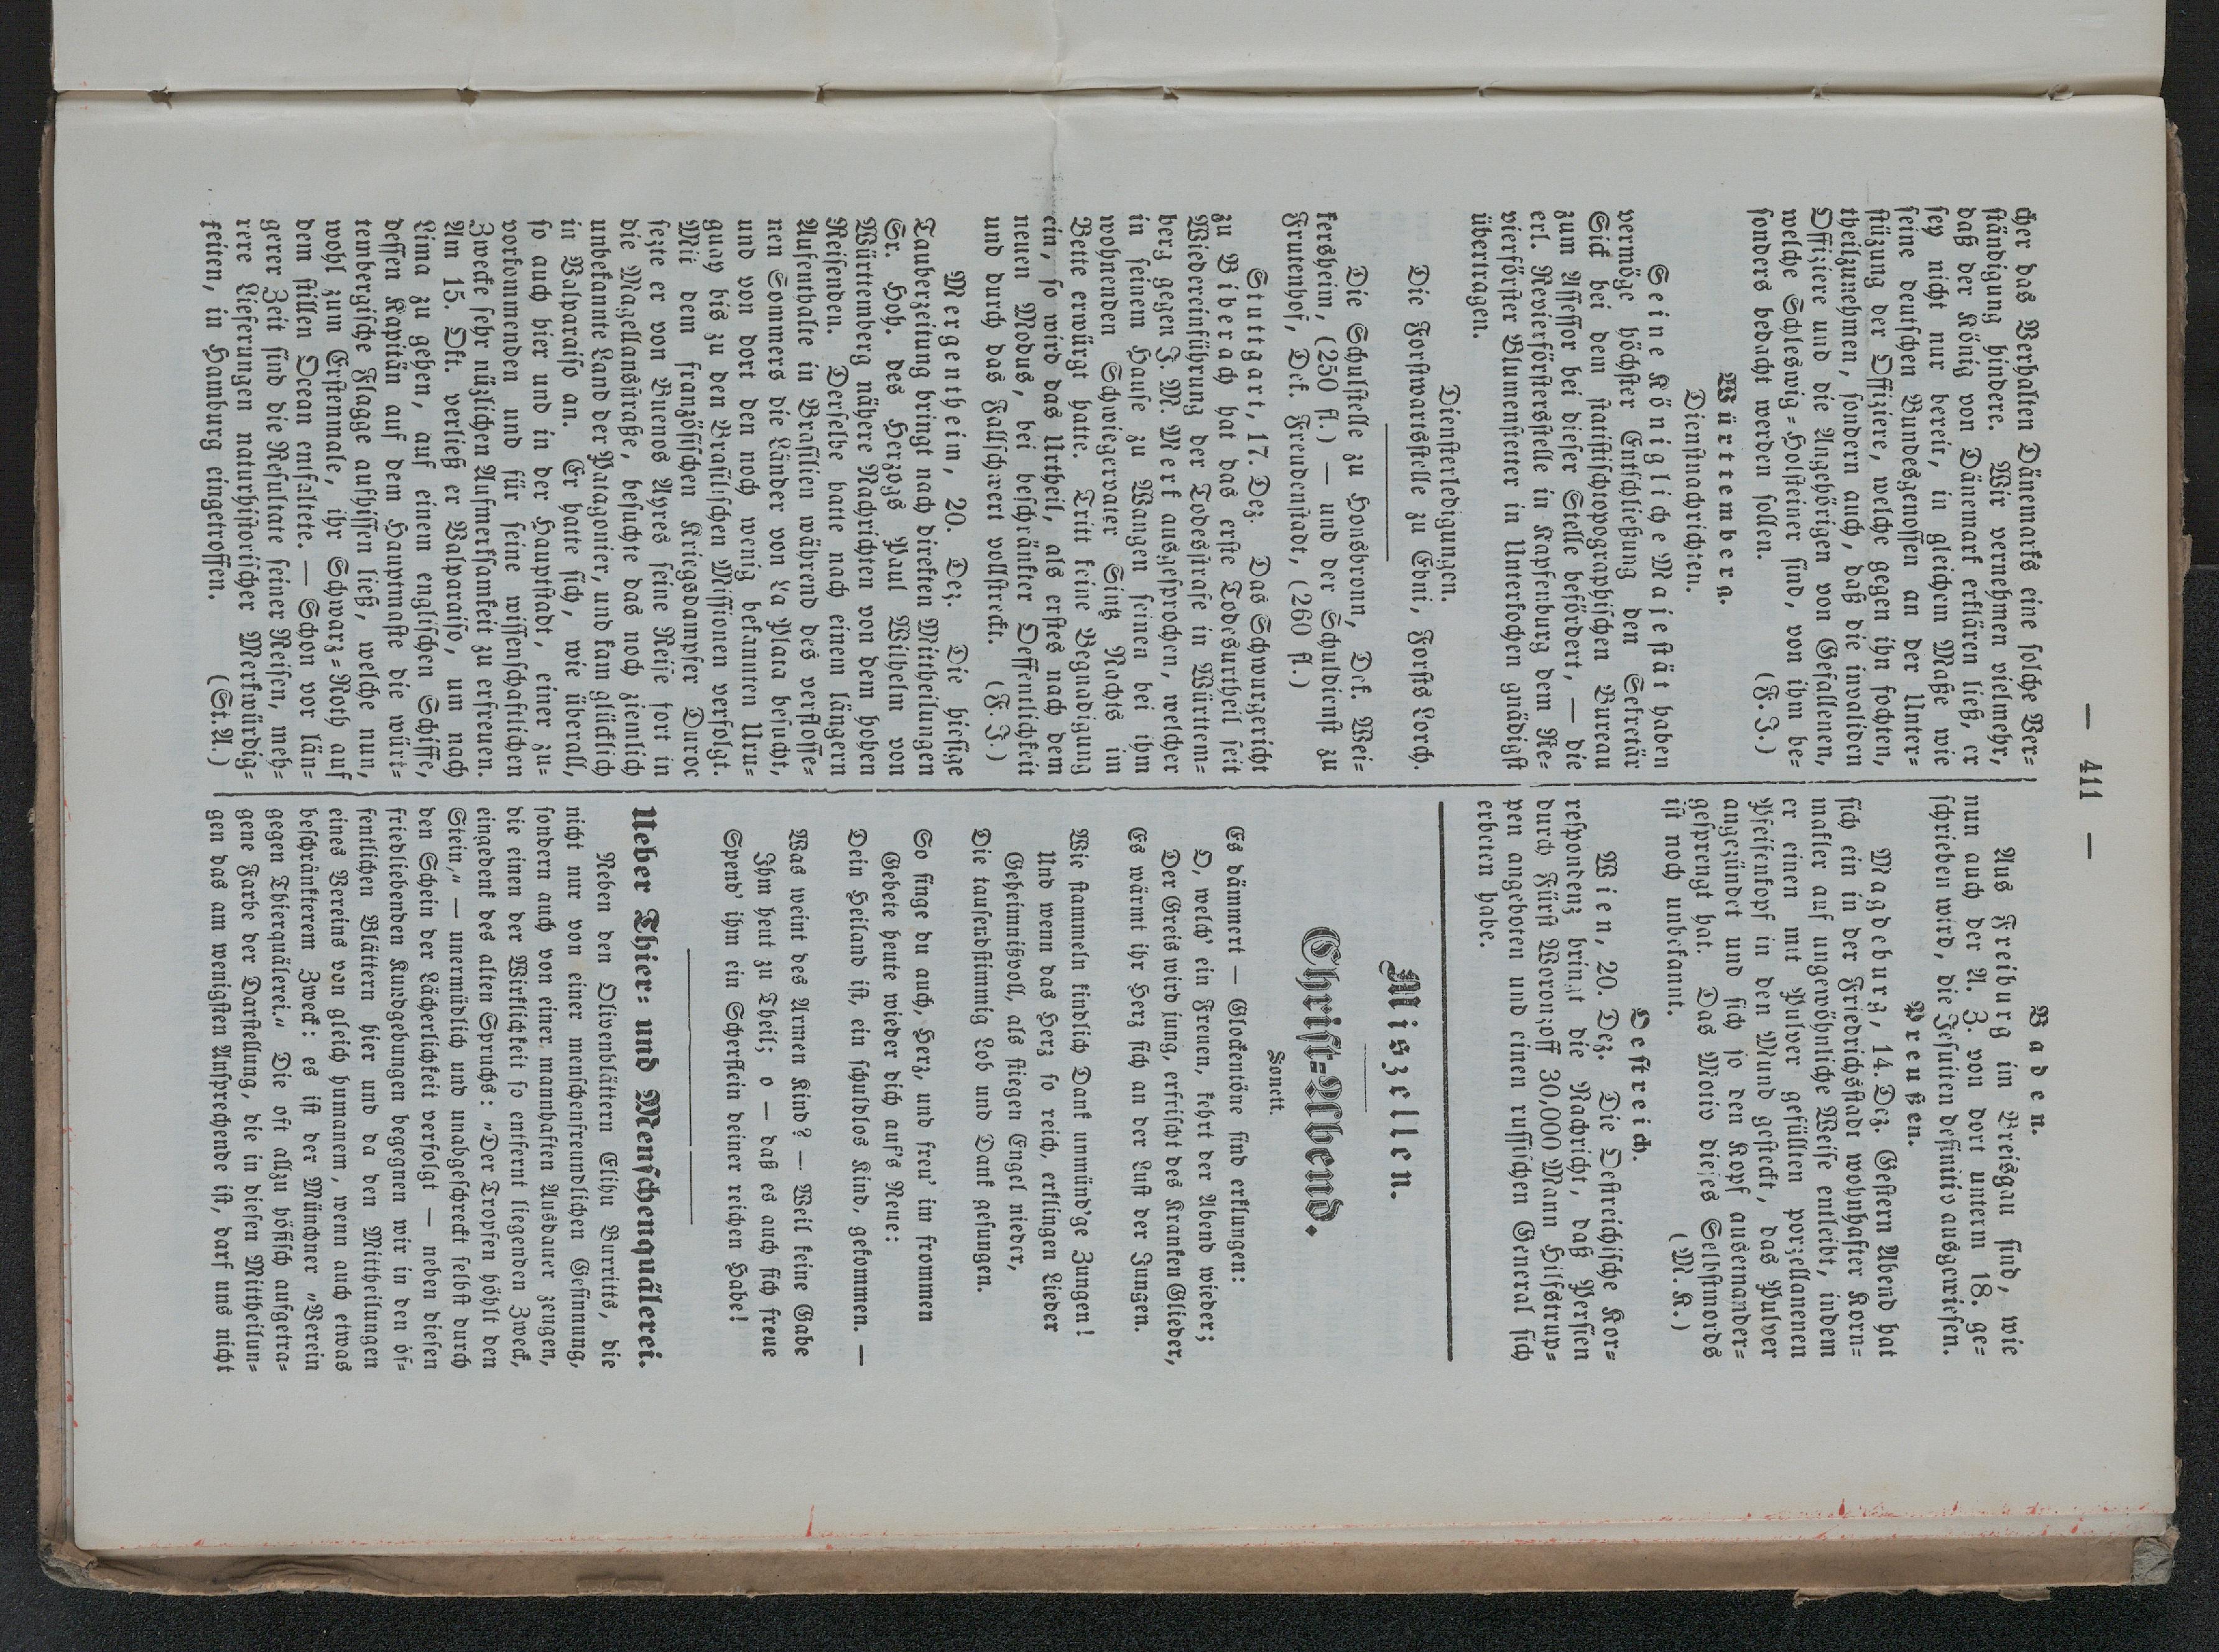 — 411 —
cher das Verhalten Dänemarks eine solche Ver-
ständigung hindere. Wir vernehmen vielmehr,
daß der König von Dänemark erklären ließ, er
sey nicht nur bereit, in gleichem Maße wie
seine deutschen Bundesgenossen an der Unter-
stüzung der Offiziere, welche gegen ihn fochten,
theilzunehmen, sondern auch, daß die invaliden
Offiziere und die Angehörigen von Gefallenen,
welche Schleswig-Holsteiner sind, von ihm be-
sonders bedacht werden sollen. (F. J.)
Württemberg.
Dienstnachrichten.
Seine Königliche Majestät haben
vermöge höchster Entschließung den Sekretär
Sik bei dem statistischtopographischen Bureau
zum Assessor bei dieser Stelle befördert, — die
erl. Revierförstersstelle in Kapfenburg dem Re-
vierförster Blumenstetter in Unterkochen gnädigst
übertragen.
Diensterledigungen.
Die Forstwartsstelle zu Ebni, Forsts Lorch.
Die Schulstelle zu Honsbronn, Dek. Wei-
kersheim, (250 fl.) — und der Schuldienst zu
Frutenhof, Dek. Freudenstadt, (260 fl.)
Stuttgart, 17. Dez. Das Schwurgericht
zu Biberach hat das erste Todesurtheil seit
Wiedereinführung der Todesstrafe in Württem-
berg gegen J. M. Merk ausgesprochen, welcher
in seinem Hause zu Wangen seinen bei ihm
wohnenden Schwiegervater Sing Nachts im
Bette erwürgt hatte. Tritt keine Begnadigung
ein, so wird das Urtheil, als erstes nach dem
neuen Modus, bei beschränkter Oeffentlichkeit
und durch das Fallschwert vollstreckt. (F. J.)
Mergentheim, 20. Dez. Die hiesige
Tauberzeitung bringt nach direkten Mittheilungen
Sr. Hoh. des Herzogs Paul Wilhelm von
Württemberg nähere Nachrichten von dem hohen
Reisenden. Derselbe hatte nach einem längern
Aufenthalte in Brasilien während des verflosse-
nen Sommers die Länder von La Plata besucht,
und von dort den noch wenig bekannten Uru-
guay bis zu den Brasilischen Missionen verfolgt.
Mit dem französischen Kriegsdampfer Duroc
sezte er von Buenos Ayres seine Reise fort in
die Magellansstraße, besuchte das noch ziemlich
unbekannte Land der Patagonier, und kam glücklich
in Valparaiso an. Er hatte sich, wie überall,
so auch hier und in der Hauptstadt, einer zu-
vorkommenden und für seine wissenschaftlichen
Zwecke sehr nüzlichen Aufmerksamkeit zu erfreuen.
Am 15. Okt. verließ er Valparaiso, um nach
Lima zu gehen, auf einem englischen Schiffe,
dessen Kapitän auf dem Hauptmaste die würt-
tembergische Flagge aufhissen ließ, welche nun,
wohl zum Erstenmale, ihr Schwarz-Roth auf
dem stillen Ocean entfaltete. — Schon vor län-
gerer Zeit sind die Resultate seiner Reisen, meh-
rere Lieferungen naturhistorischer Merkwürdig-
keiten, in Hamburg eingetroffen. (St.A.)
Baden.
Aus Freiburg im Breisgau sind, wie
nun auch der A. Z. von dort unterm 18. ge-
schrieben wird, die Jesuiten definitiv ausgewiesen.
Preußen.
Magdeburg, 14. Dez. Gestern Abend hat
sich ein in der Friedrichsstadt wohnhafter Korn-
makler auf ungewöhnliche Weise entleibt, indem
er einen mit Pulver gefüllten porzellanenen
Pfeifenkopf in den Mund gesteckt, das Pulver
angezündet und sich so den Kopf auseinander-
gesprengt hat. Das Motiv dieses Selbstmords
ist noch unbekannt. (M. K.)
Oestreich.
Wien, 20. Dez. Die Oestreichische Kor-
respondenz bringt die Nachricht, daß Persien
durch Fürst Woronzoff 30,000 Mann Hilfstrup-
pen angeboten und einen russischen General sich
erbeten habe.
Miszellen.
Christ-Abend.
Sonett.
Es dämmert — Glockentöne sind erklungen:
O, welch' ein Freuen, kehrt der Abend wieder;
Der Greis wird jung, erfrischt des Kranken Glieder,
Es wärmt ihr Herz sich an der Lust der Jungen.
Wie stammeln kindlich Dank unmünd'ge Zungen!
Und wenn das Herz so reich, erklingen Lieder
Geheimnißvoll, als stiegen Engel nieder,
Die tausendstimmig Lob und Dank gesungen.
So singe du auch, Herz, und freu' im frommen
Gebete heute wieder dich auf's Neue:
Dein Heiland ist, ein schuldlos Kind, gekommen. —
Was weint des Armen Kind? — Weil keine Gabe
Ihm heut zu Theil; o — daß es auch sich freue
Spend' ihm ein Scherflein deiner reichen Habe!
Ueber Thier- und Menschenquälerei.
Neben den Olivenblättern Elihu Burritts, die
nicht nur von einer menschenfreundlichen Gesinnung,
sondern auch von einer mannhaften Ausdauer zeugen,
die einen der Wirklichkeit so entfernt liegenden Zweck,
eingedenk des alten Spruchs: „Der Tropfen höhlt den
Stein,“ — unermüdlich und unabgeschreckt selbst durch
den Schein der Lächerlichkeit verfolgt — neben diesen
friedliebenden Kundgebungen begegnen wir in den öf-
fentlichen Blättern hier und da den Mittheilungen
eines Vereins von gleich humanem, wenn auch etwas
beschränkterem Zweck: es ist der Münchner „Verein
gegen Thierquälerei.“ Die oft allzu höfisch aufgetra-
gene Farbe der Darstellung, die in diesen Mittheilun-
gen das am wenigsten Ansprechende ist, darf uns nicht